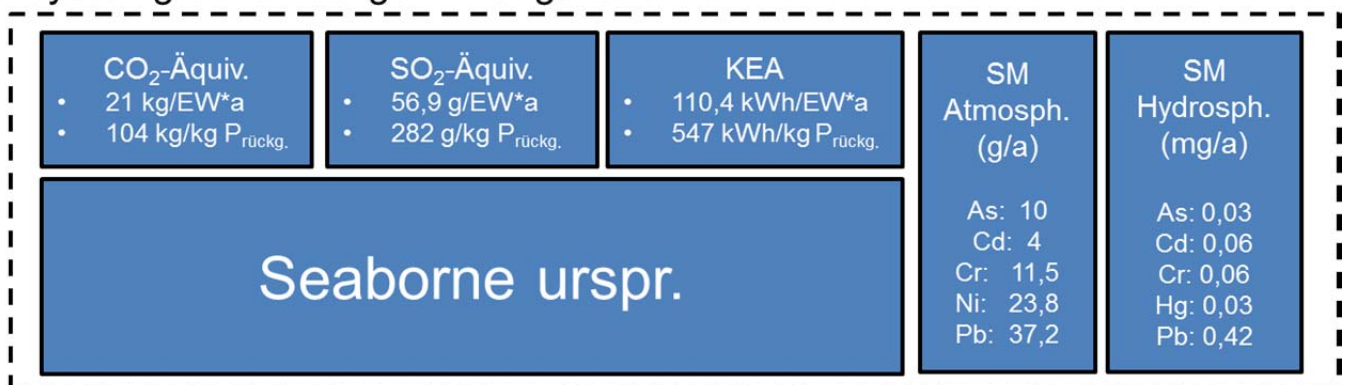 CO₂-Äquiv.
• 21 kg/EW*a
• 104 kg/kg Prückg.
SO₂-Äquiv.
• 56,9 g/EW*a
• 282 g/kg Prückg.
KEA
• 110,4 kWh/EW*a
• 547 kWh/kg Prückg.
SM
Atmosph.
(g/a)
As: 10
Cd: 4
Cr: 11,5
Ni: 23,8
Pb: 37,2
SM
Hydrosph.
(mg/a)
As: 0,03
Cd: 0,06
Cr: 0,06
Hg: 0,03
Pb: 0,42
Seaborne urspr.